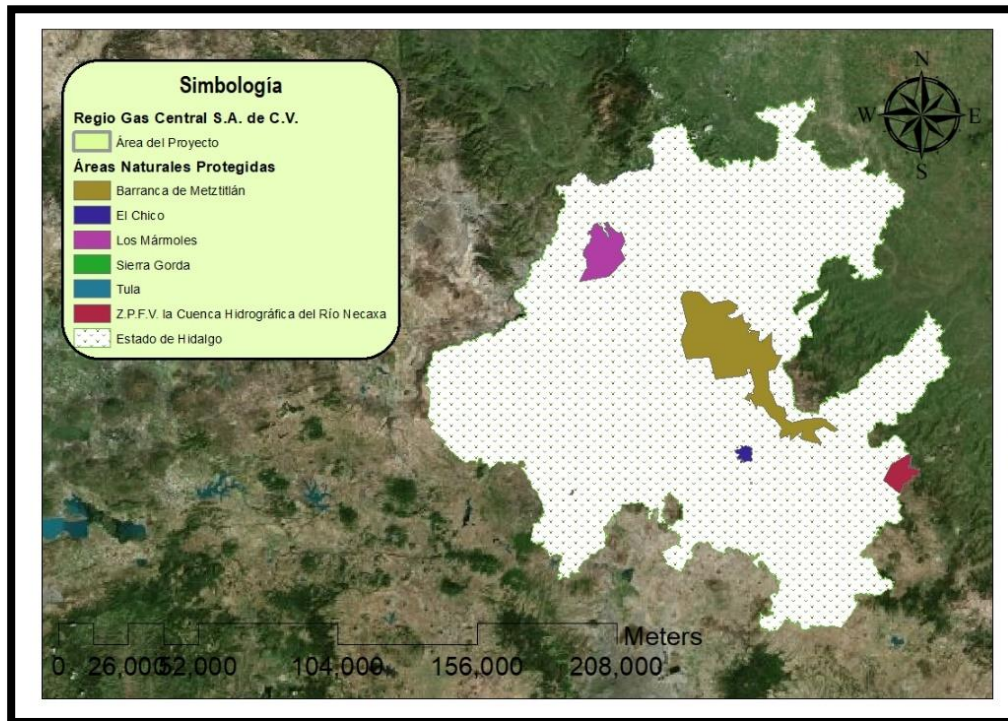 Simbología
Regio Gas Central S.A. de C.V.
Área del Proyecto
Áreas Naturales Protegidas
Barranca de Metztitlán
El Chico
Los Mármoles
Sierra Gorda
Tula
Z.P.F.V. la Cuenca Hidrográfica del Río Necaxa
Estado de Hidalgo
N
W E
S
Meters
0 26,000 52,000 104,000 156,000 208,000